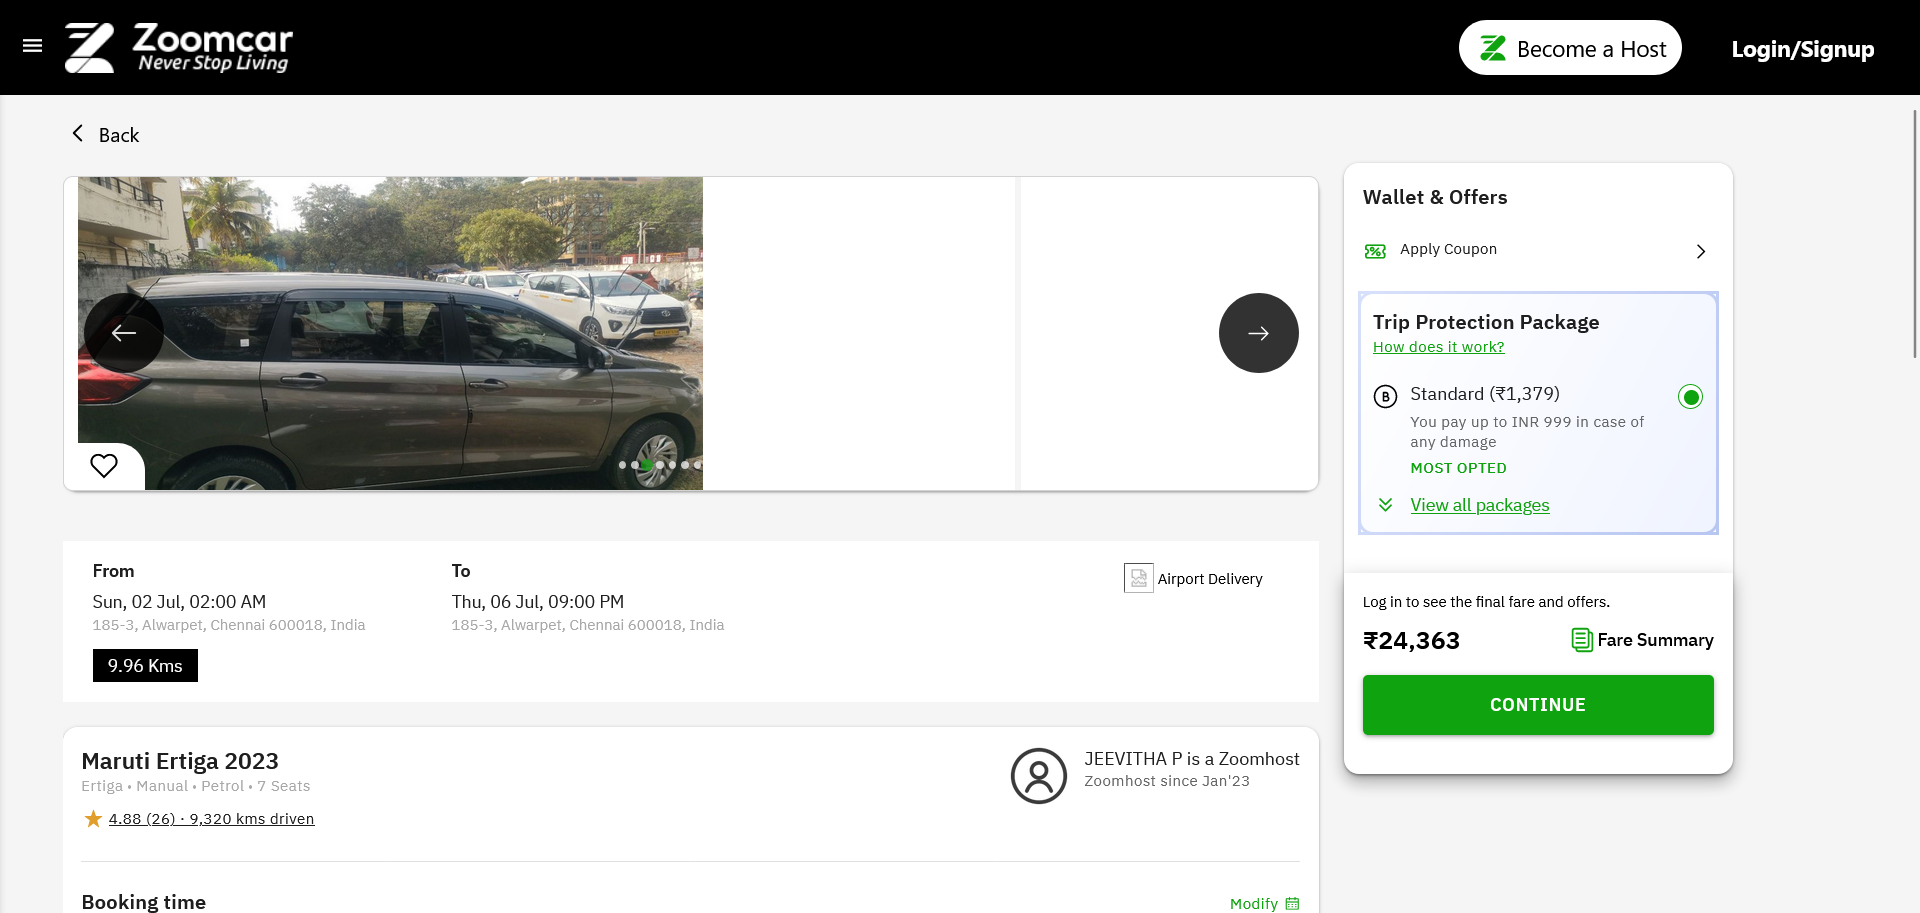 Zoomcar
Never Stop Living
Become a Host
Login/Signup
Back
From
Sun, 02 Jul, 02:00 AM
185-3, Alwarpet, Chennai 600018, India
9.96 Kms
To
Thu, 06 Jul, 09:00 PM
185-3, Alwarpet, Chennai 600018, India
Airport Delivery
Maruti Ertiga 2023
Ertiga • Manual • Petrol • 7 Seats
4.88 (26) · 9,320 kms driven
JEEVITHA P is a Zoomhost
Zoomhost since Jan'23
Booking time
Modify
Wallet & Offers
Apply Coupon
Trip Protection Package
How does it work?
B
Standard (₹1,379)
You pay up to INR 999 in case of
any damage
MOST OPTED
View all packages
Log in to see the final fare and offers.
₹24,363
Fare Summary
CONTINUE